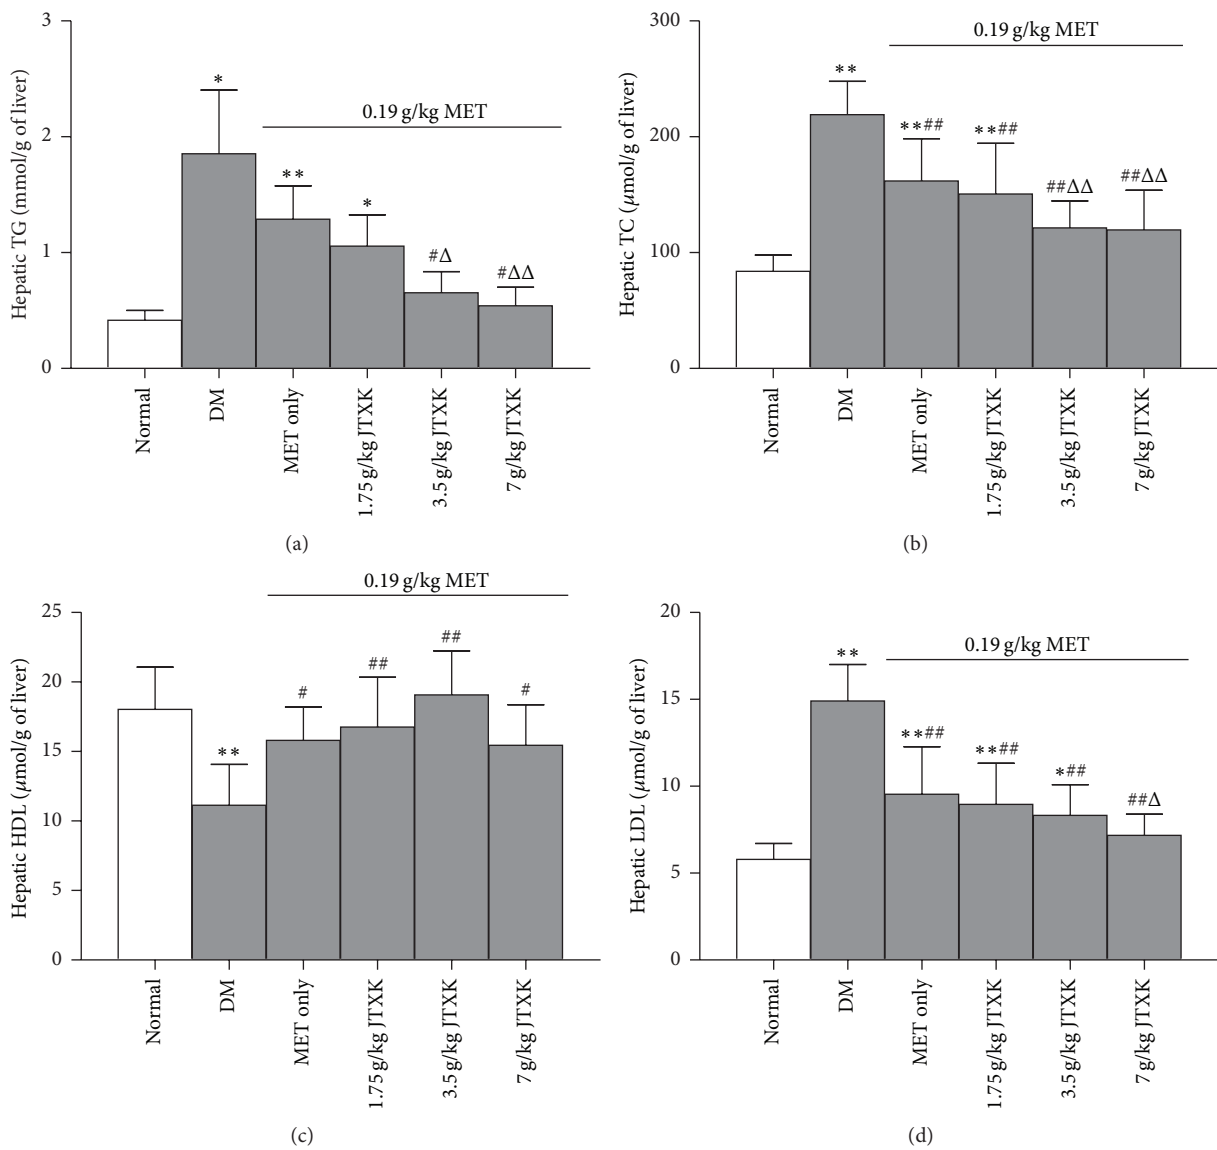 0.19 g/kg MET
Hepatic TG (mmol/g of liver)
3
2
1
0
*
**
*
#Δ
#ΔΔ
Normal
DM
MET only
1.75 g/kg JTXK
3.5 g/kg JTXK
7 g/kg JTXK
(a)
0.19 g/kg MET
Hepatic TC (μmol/g of liver)
300
200
100
0
**
**##
**##
##ΔΔ
##ΔΔ
Normal
DM
MET only
1.75 g/kg JTXK
3.5 g/kg JTXK
7 g/kg JTXK
(b)
0.19 g/kg MET
Hepatic HDL (μmol/g of liver)
25
20
15
10
5
0
**
#
##
##
#
Normal
DM
MET only
1.75 g/kg JTXK
3.5 g/kg JTXK
7 g/kg JTXK
(c)
0.19 g/kg MET
Hepatic LDL (μmol/g of liver)
20
15
10
5
0
**
**##
**##
*##
##Δ
Normal
DM
MET only
1.75 g/kg JTXK
3.5 g/kg JTXK
7 g/kg JTXK
(d)